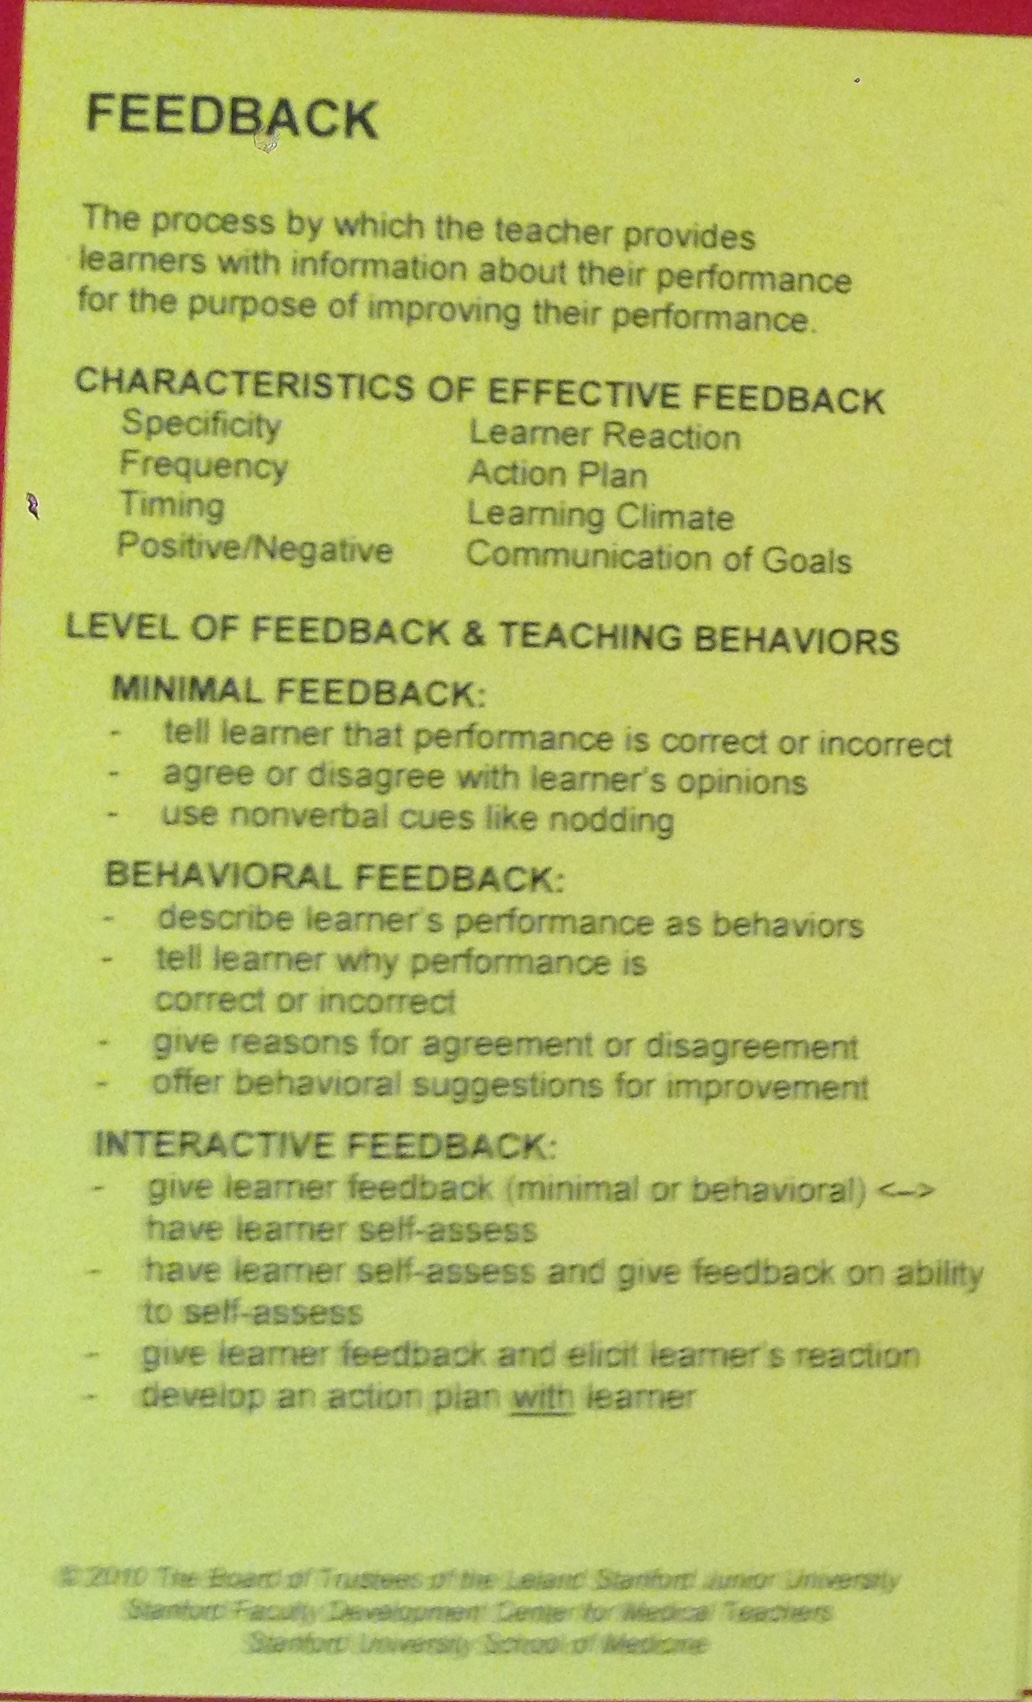 FEEDBACK
The process by which the teacher provides
learners with information about their performance
for the purpose of improving their performance.
CHARACTERISTICS OF EFFECTIVE FEEDBACK
Specificity Learner Reaction
Frequency Action Plan
Timing Learning Climate
Positive/Negative Communication of Goals
LEVEL OF FEEDBACK & TEACHING BEHAVIORS
MINIMAL FEEDBACK:
- tell learner that performance is correct or incorrect
- agree or disagree with learner's opinions
- use nonverbal cues like nodding
BEHAVIORAL FEEDBACK:
- describe learner's performance as behaviors
- tell learner why performance is
correct or incorrect
- give reasons for agreement or disagreement
- offer behavioral suggestions for improvement
INTERACTIVE FEEDBACK:
- give learner feedback (minimal or behavioral) <-->
have learner self-assess
- have learner self-assess and give feedback on ability
to self-assess
- give learner feedback and elicit learner's reaction
- develop an action plan with learner
© 2010 The Board of Trustees of the Leland Stanford Junior University
Stanford Faculty Development Center for Medical Teachers
Stanford University School of Medicine